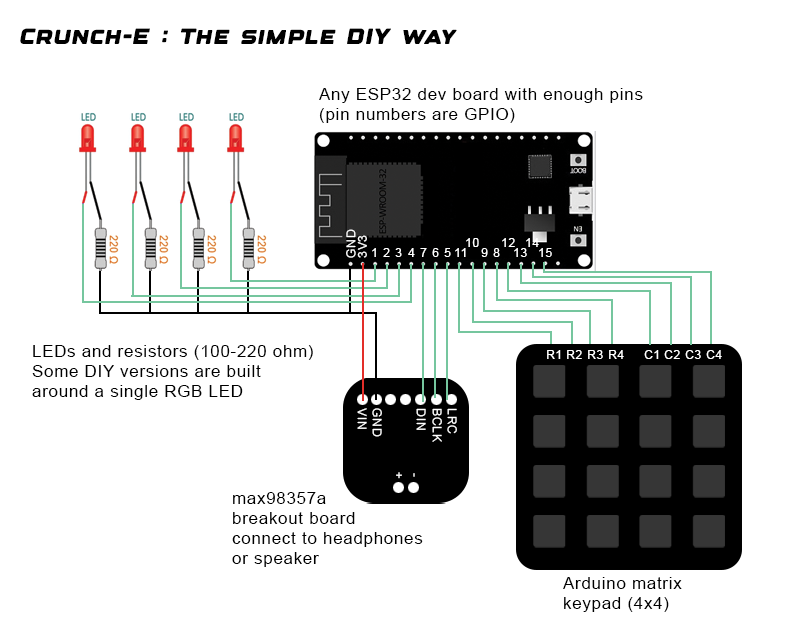 Crunch-E : The simple DIY way
Any ESP32 dev board with enough pins
(pin numbers are GPIO)
LED
LED
LED
LED
ESP-WROOM-32
BOOT
EN
220 Ω
220 Ω
220 Ω
220 Ω
GND
3V3
1
2
3
4
7
6
5
11
10
9
8
12
13
14
15
LEDs and resistors (100-220 ohm)
Some DIY versions are built
around a single RGB LED
R1 R2 R3 R4 C1 C2 C3 C4
VIN
GND
DIN
BCLK
LRC
+ -
max98357a
breakout board
connect to headphones
or speaker
Arduino matrix
keypad (4x4)